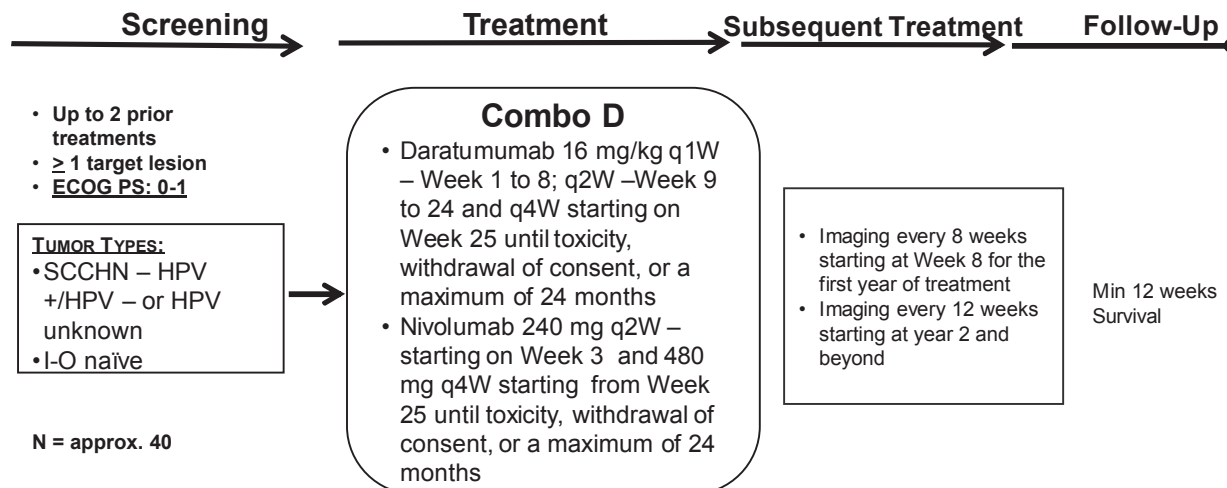 Screening
Treatment
Subsequent Treatment
Follow-Up
• Up to 2 prior
treatments
• ≥ 1 target lesion
• ECOG PS: 0-1
TUMOR TYPES:
•SCCHN – HPV
+/HPV – or HPV
unknown
•I-O naïve
N = approx. 40
Combo D
• Daratumumab 16 mg/kg q1W
– Week 1 to 8; q2W –Week 9
to 24 and q4W starting on
Week 25 until toxicity,
withdrawal of consent, or a
maximum of 24 months
• Nivolumab 240 mg q2W –
starting on Week 3 and 480
mg q4W starting from Week
25 until toxicity, withdrawal of
consent, or a maximum of 24
months
• Imaging every 8 weeks
starting at Week 8 for the
first year of treatment
• Imaging every 12 weeks
starting at year 2 and
beyond
Min 12 weeks
Survival